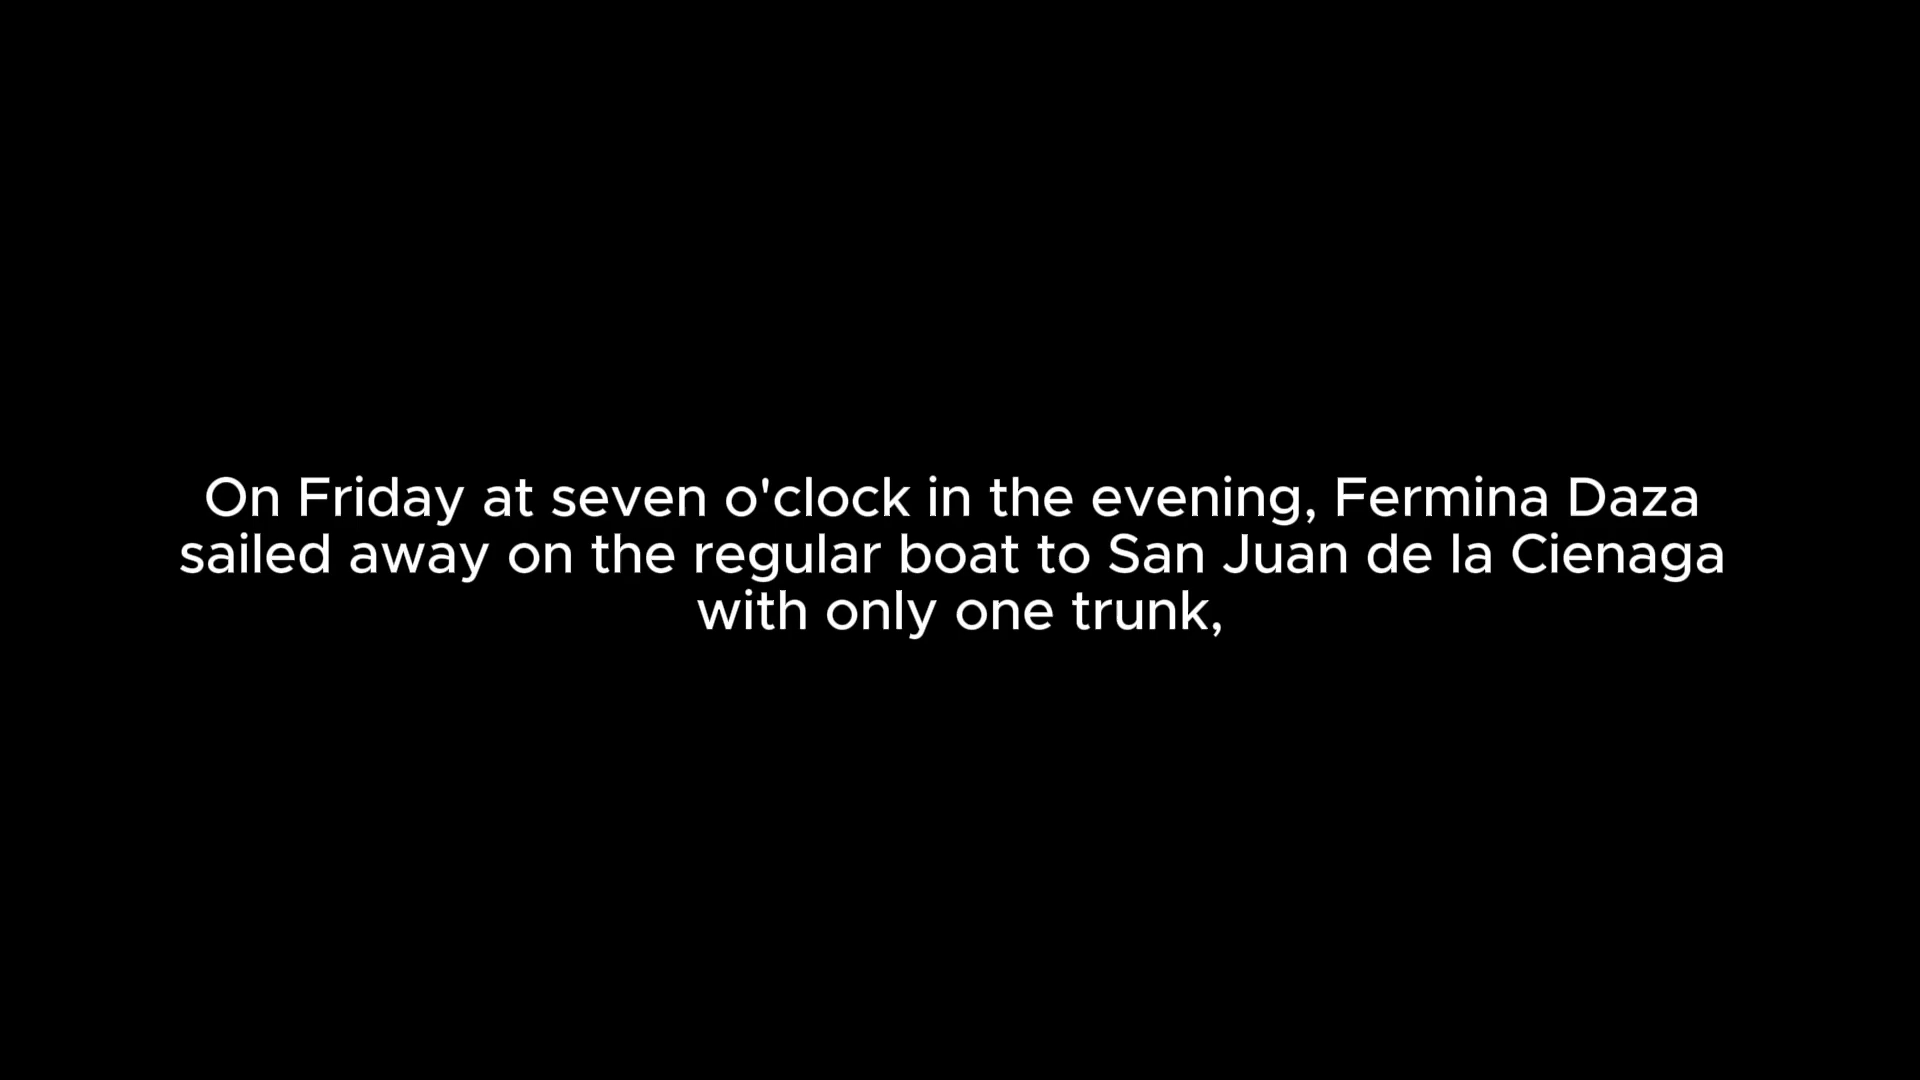 On Friday at seven o'clock in the evening, Fermina Daza
sailed away on the regular boat to San Juan de la Cienaga
with only one trunk,